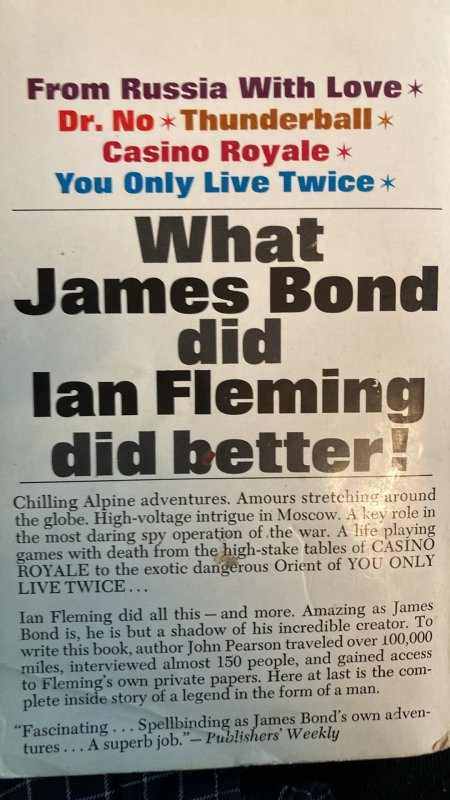 From Russia With Love*
Dr. No*Thunderball*
Casino Royale*
You Only Live Twice*
What
James Bond
did
Ian Fleming
did better!
Chilling Alpine adventures. Amours stretching around
the globe. High-voltage intrigue in Moscow. A key role in
the most daring spy operation of the war. A life playing
games with death from the high-stake tables of CASINO
ROYALE to the exotic dangerous Orient of YOU ONLY
LIVE TWICE...
Ian Fleming did all this — and more. Amazing as James
Bond is, he is but a shadow of his incredible creator. To
write this book, author John Pearson traveled over 100,000
miles, interviewed almost 150 people, and gained access
to Fleming's own private papers. Here at last is the com-
plete inside story of a legend in the form of a man.
"Fascinating . . . Spellbinding as James Bond's own adven-
tures . . . A superb job."— Publishers' Weekly